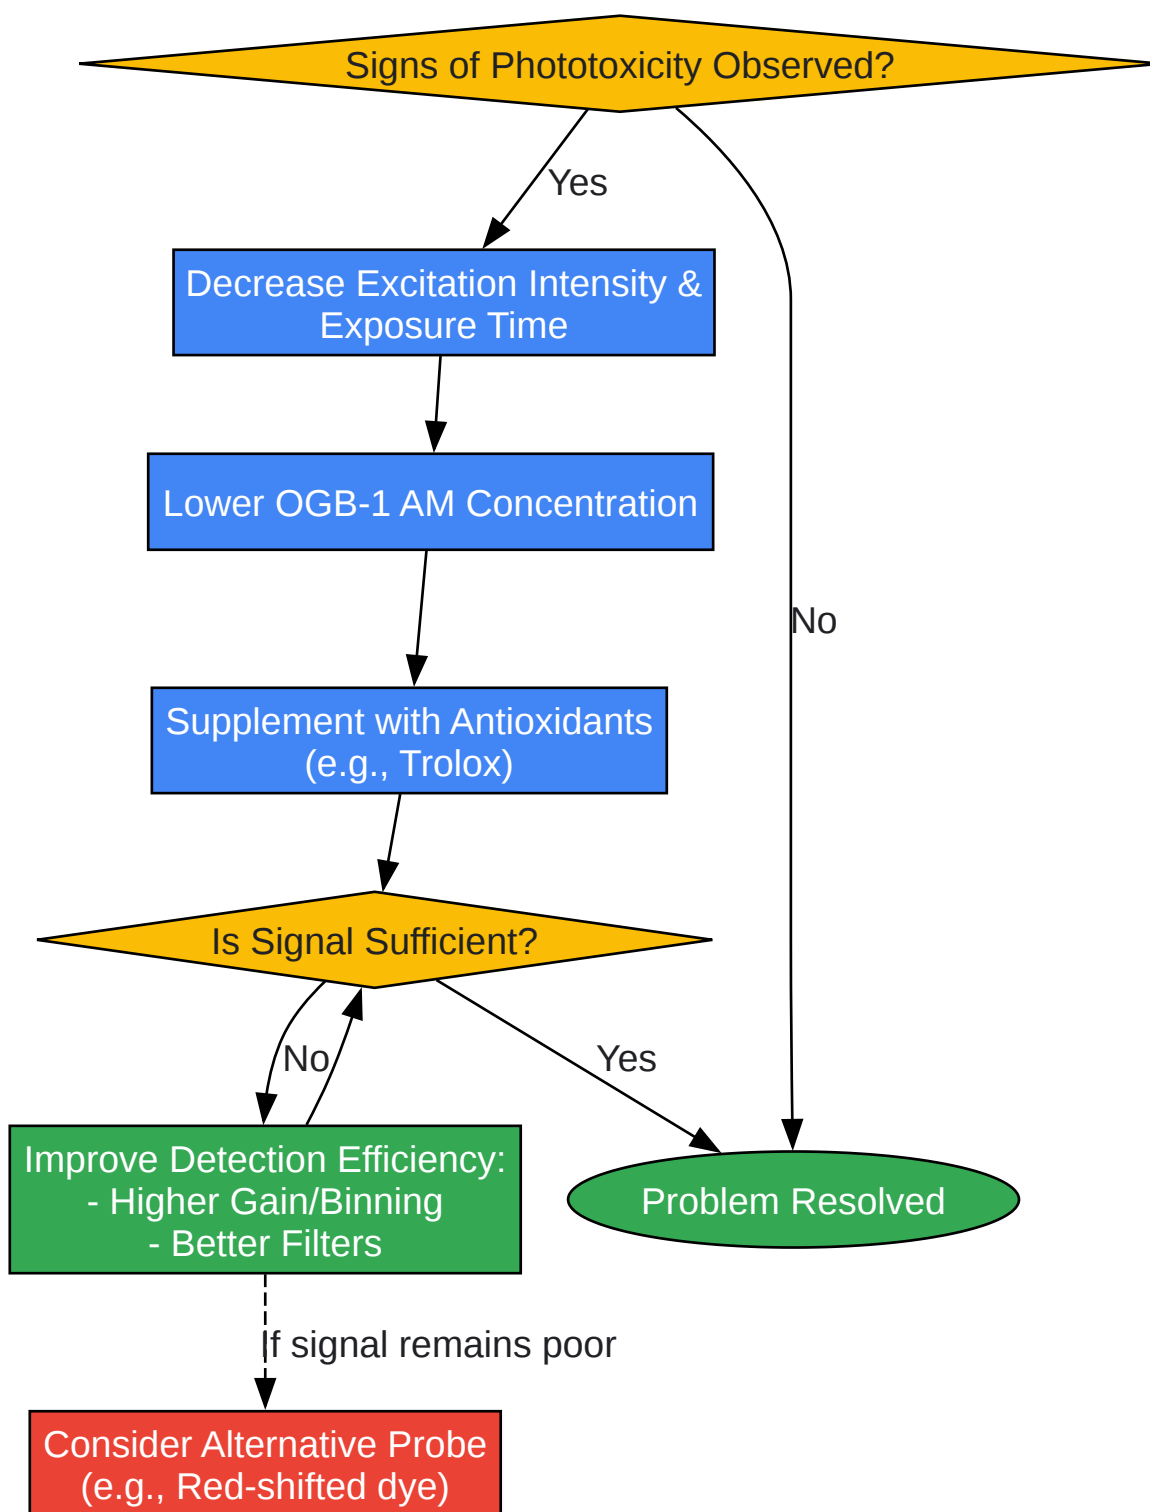 Signs of Phototoxicity Observed?
Yes
Decrease Excitation Intensity &
Exposure Time
Lower OGB-1 AM Concentration
No
Supplement with Antioxidants
(e.g., Trolox)
Is Signal Sufficient?
No
Yes
Improve Detection Efficiency:
- Higher Gain/Binning
- Better Filters
Problem Resolved
If signal remains poor
Consider Alternative Probe
(e.g., Red-shifted dye)